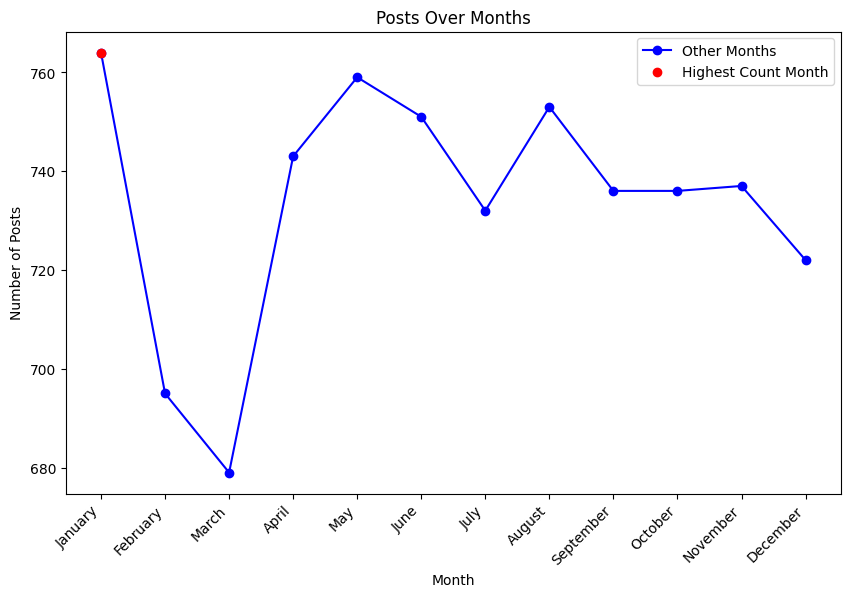 Posts Over Months
Other Months
Highest Count Month
Number of Posts
760
740
720
700
680
January
February
March
April
May
June
July
August
September
October
November
December
Month